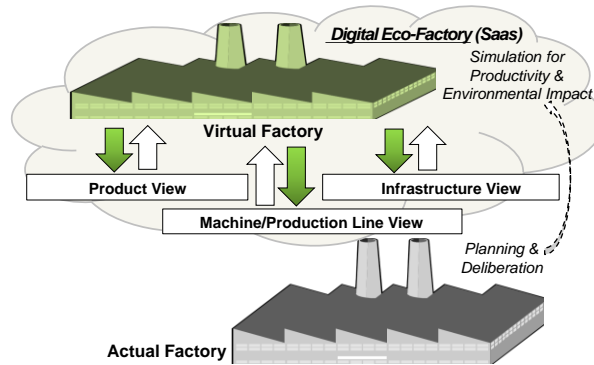 Digital Eco-Factory (SaaS)
Simulation for
Productivity &
Environmental Impact
Virtual Factory
Product View
Infrastructure View
Machine/Production Line View
Planning &
Deliberation
Actual Factory